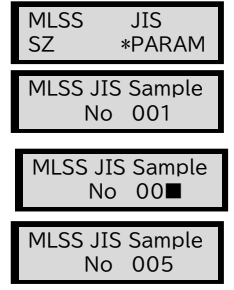 MLSS JIS
SZ *PARAM
MLSS JIS Sample
No 001
MLSS JIS Sample
No 00■
MLSS JIS Sample
No 005